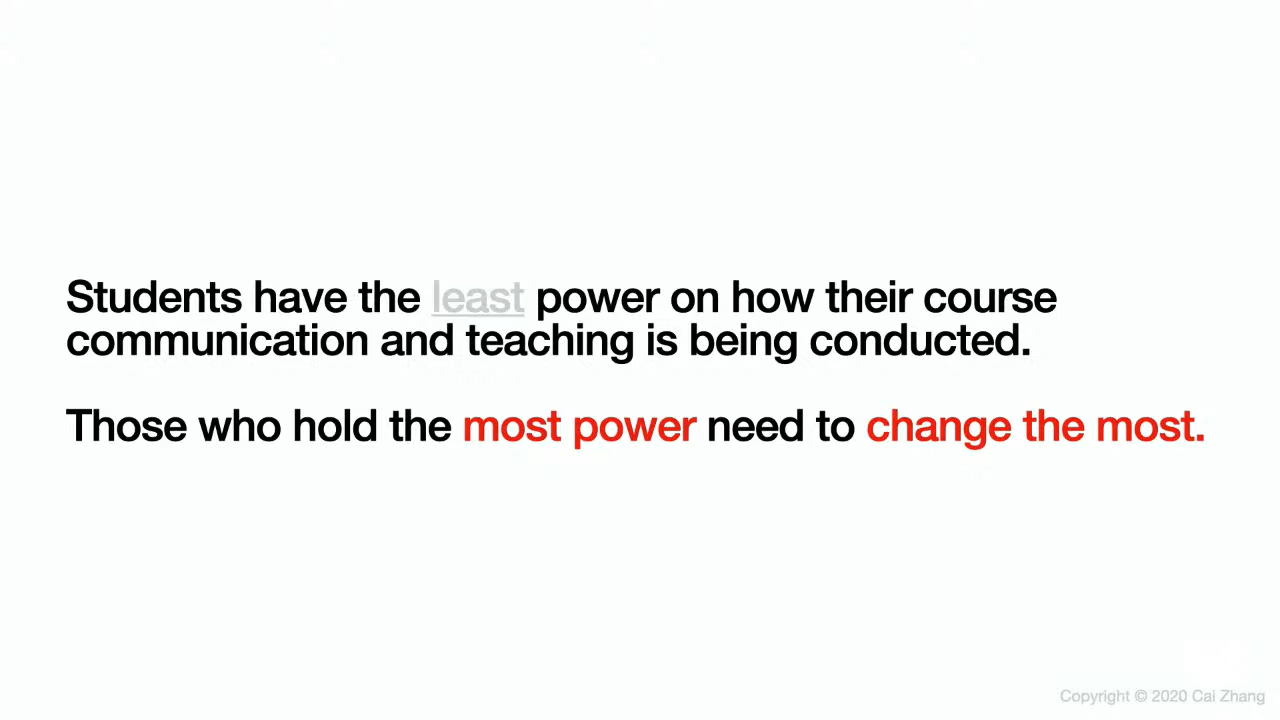 Students have the least power on how their course
communication and teaching is being conducted.
Those who hold the most power need to change the most.
Copyright © 2020 Cai Zhang